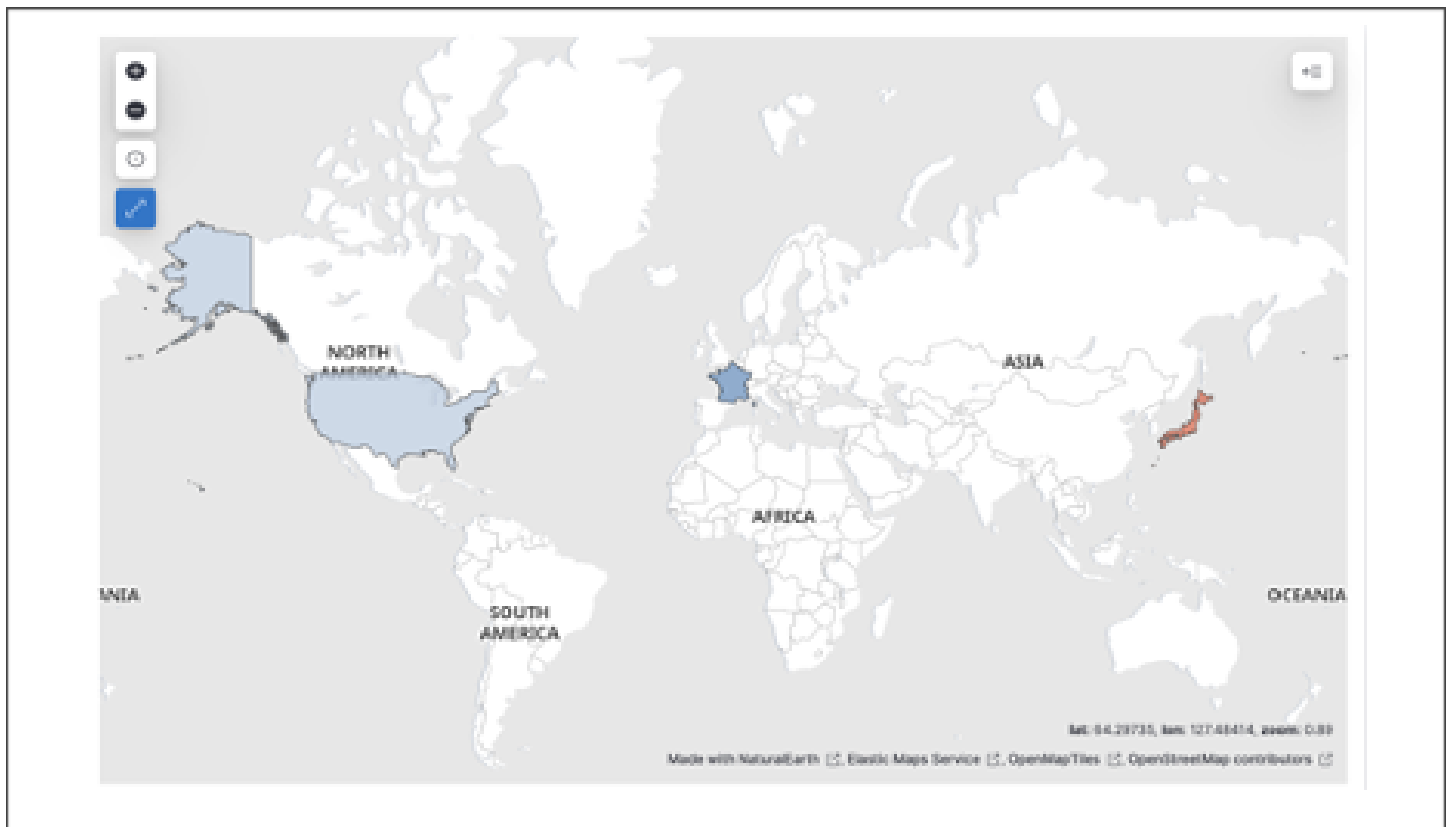 NORTH
AMERICA
ASIA
AFRICA
ANIA
OCEANIA
SOUTH
AMERICA
lat: 64.29735, lon: 127.48414, zoom: 0.89
Made with NaturalEarth, Elastic Maps Service, OpenMapTiles, OpenStreetMap contributors